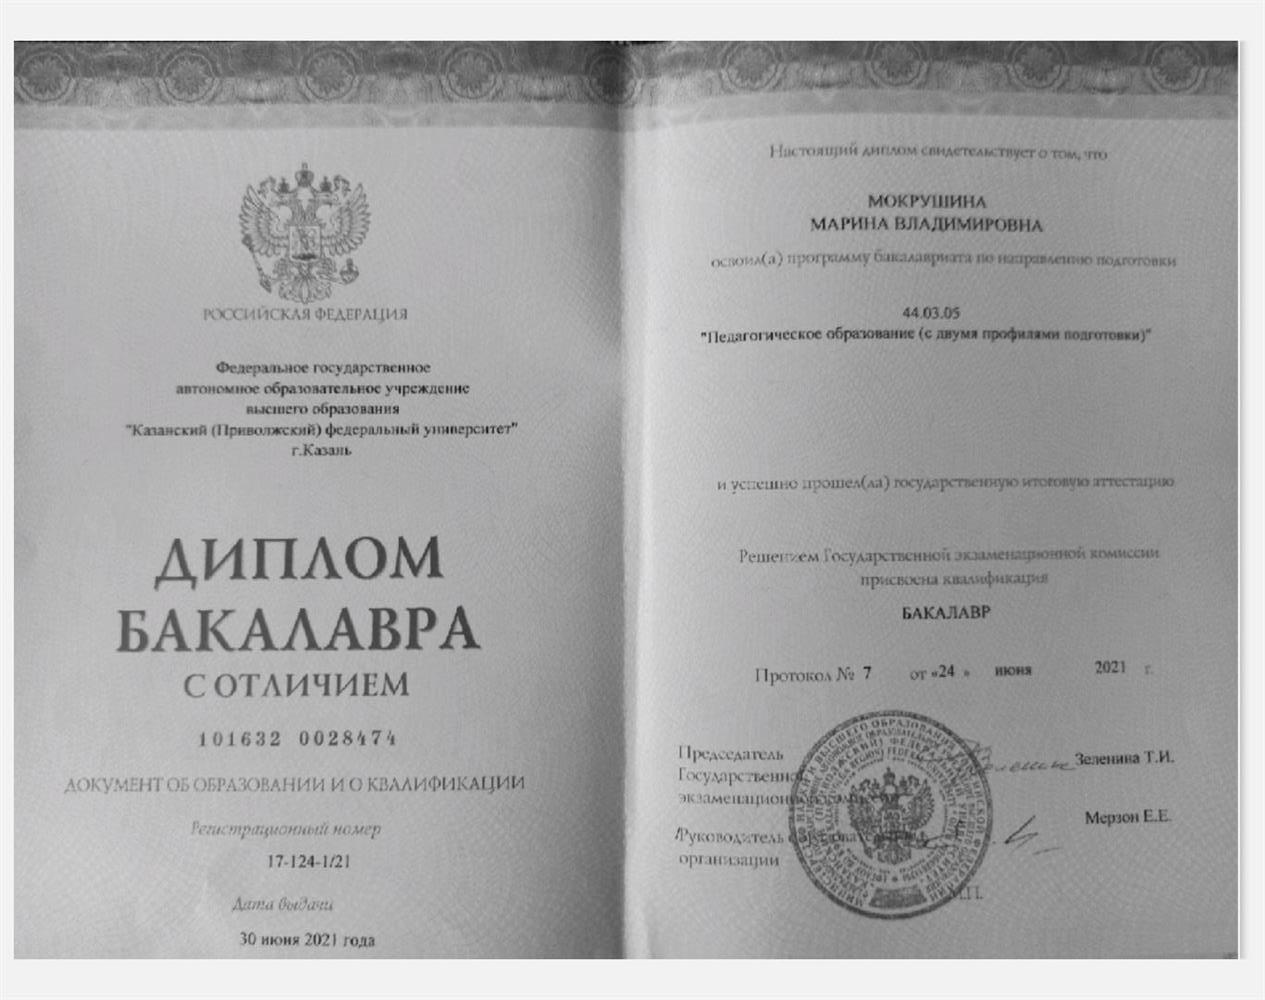 РОССИЙСКАЯ ФЕДЕРАЦИЯ
Федеральное государственное
автономное образовательное учреждение
высшего образования
"Казанский (Приволжский) федеральный университет"
г.Казань
ДИПЛОМ
БАКАЛАВРА
С ОТЛИЧИЕМ
101632 0028474
ДОКУМЕНТ ОБ ОБРАЗОВАНИИ И О КВАЛИФИКАЦИИ
Регистрационный номер
17-124-1/21
Дата выдачи
30 июня 2021 года
Настоящий диплом свидетельствует о том, что
МОКРУШИНА
МАРИНА ВЛАДИМИРОВНА
освоил(а) программу бакалавриата по направлению подготовки
44.03.05
"Педагогическое образование (с двумя профилями подготовки)"
и успешно прошел(ла) государственную итоговую аттестацию
Решением Государственной экзаменационной комиссии
присвоена квалификация
БАКАЛАВР
Протокол № 7 от «24 » июня 2021 г.
Председатель
Государственной
экзаменационной комиссии
Зеленина Т.И.
Руководитель образовательной
организации
Мерзон Е.Е.
М.П.